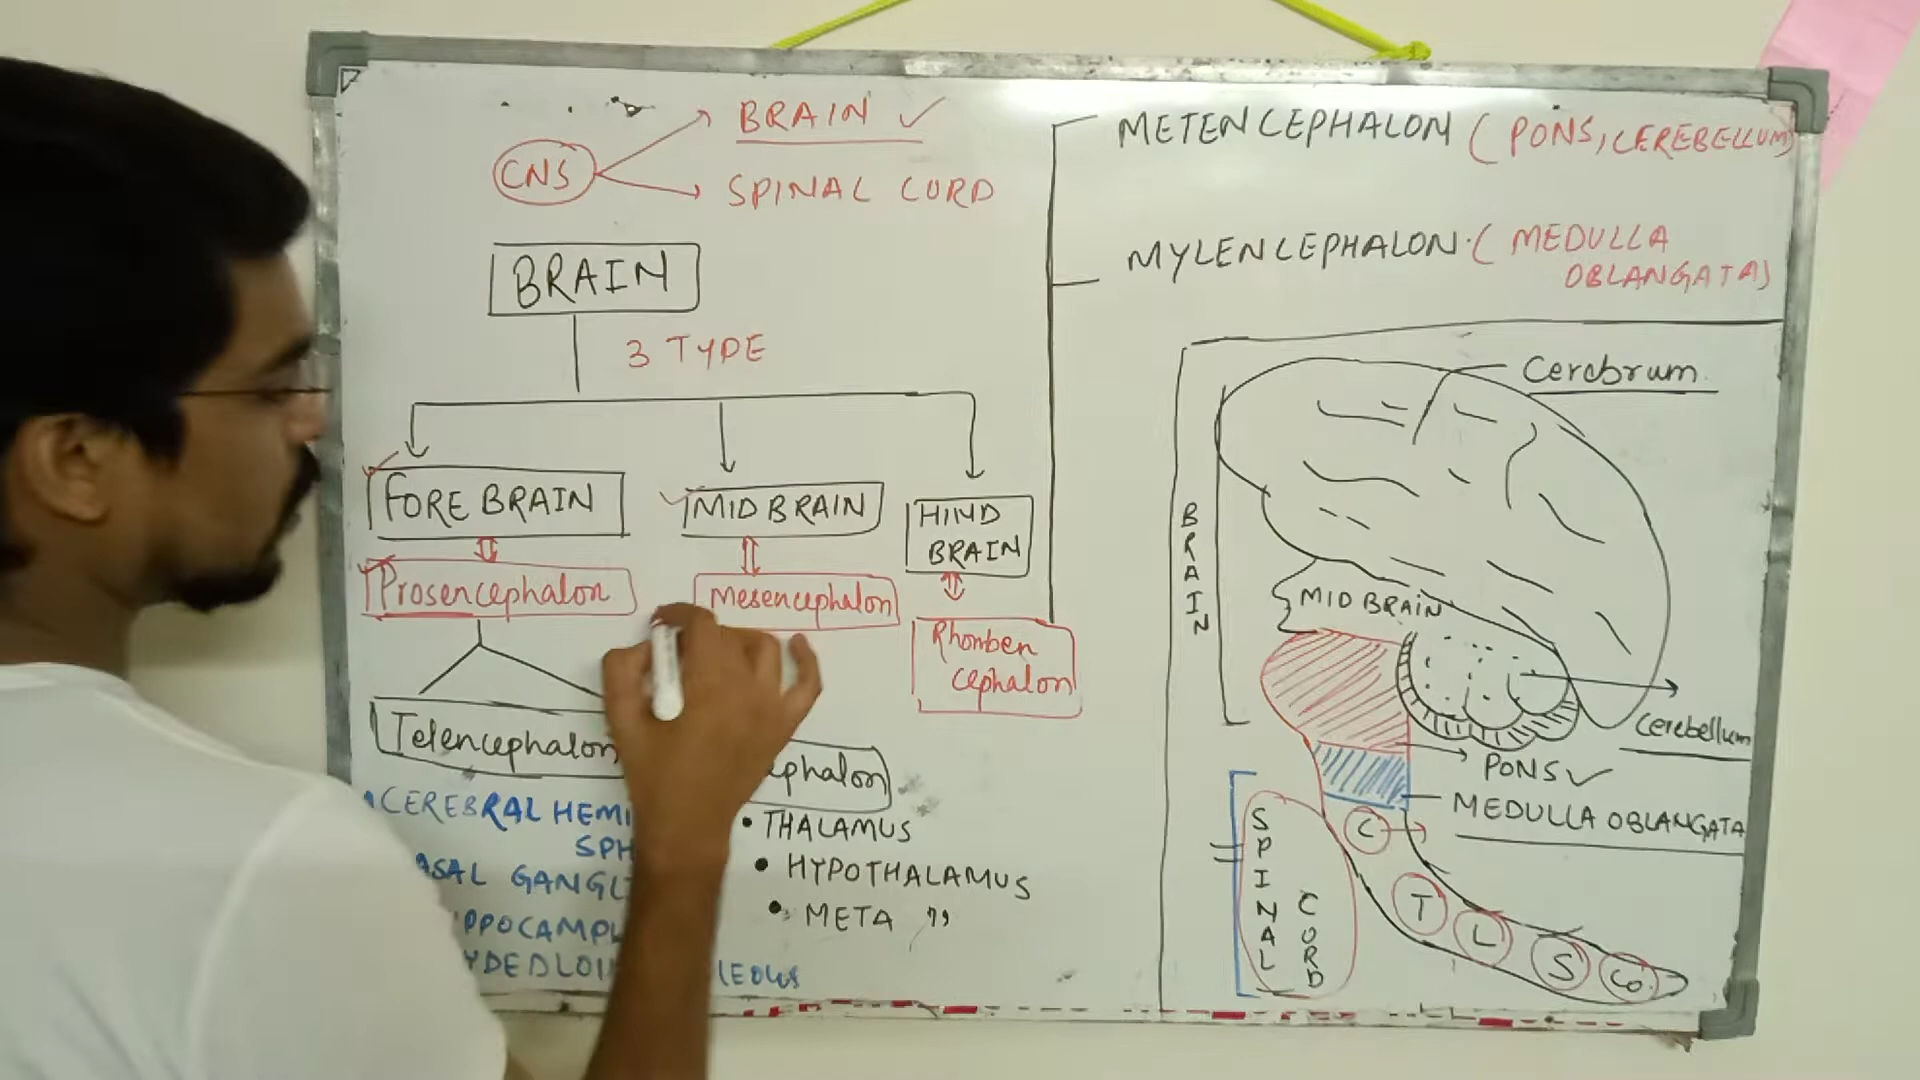 BRAIN ✓
CNS
SPINAL CORD
BRAIN
3 TYPE
FORE BRAIN
MID BRAIN
HIND
BRAIN
Prosencephalon
Mesencephalon
Rhomben
cephalon
Telencephalon
ephalon
CEREBRAL HEMI
SPH
ASAL GANGL
PPOCAMP
YDEDLOI
LEOUS
• THALAMUS
• HYPOTHALAMUS
• META "
METENCEPHALON (PONS, CEREBELLUM)
MYLENCEPHALON (MEDULLA
OBLANGATA)
Cerebrum
BRAIN
MID BRAIN
Cerebellum
PONS ✓
MEDULLA OBLANGATA
SPINAL
CORD
C
T
L
S
Co